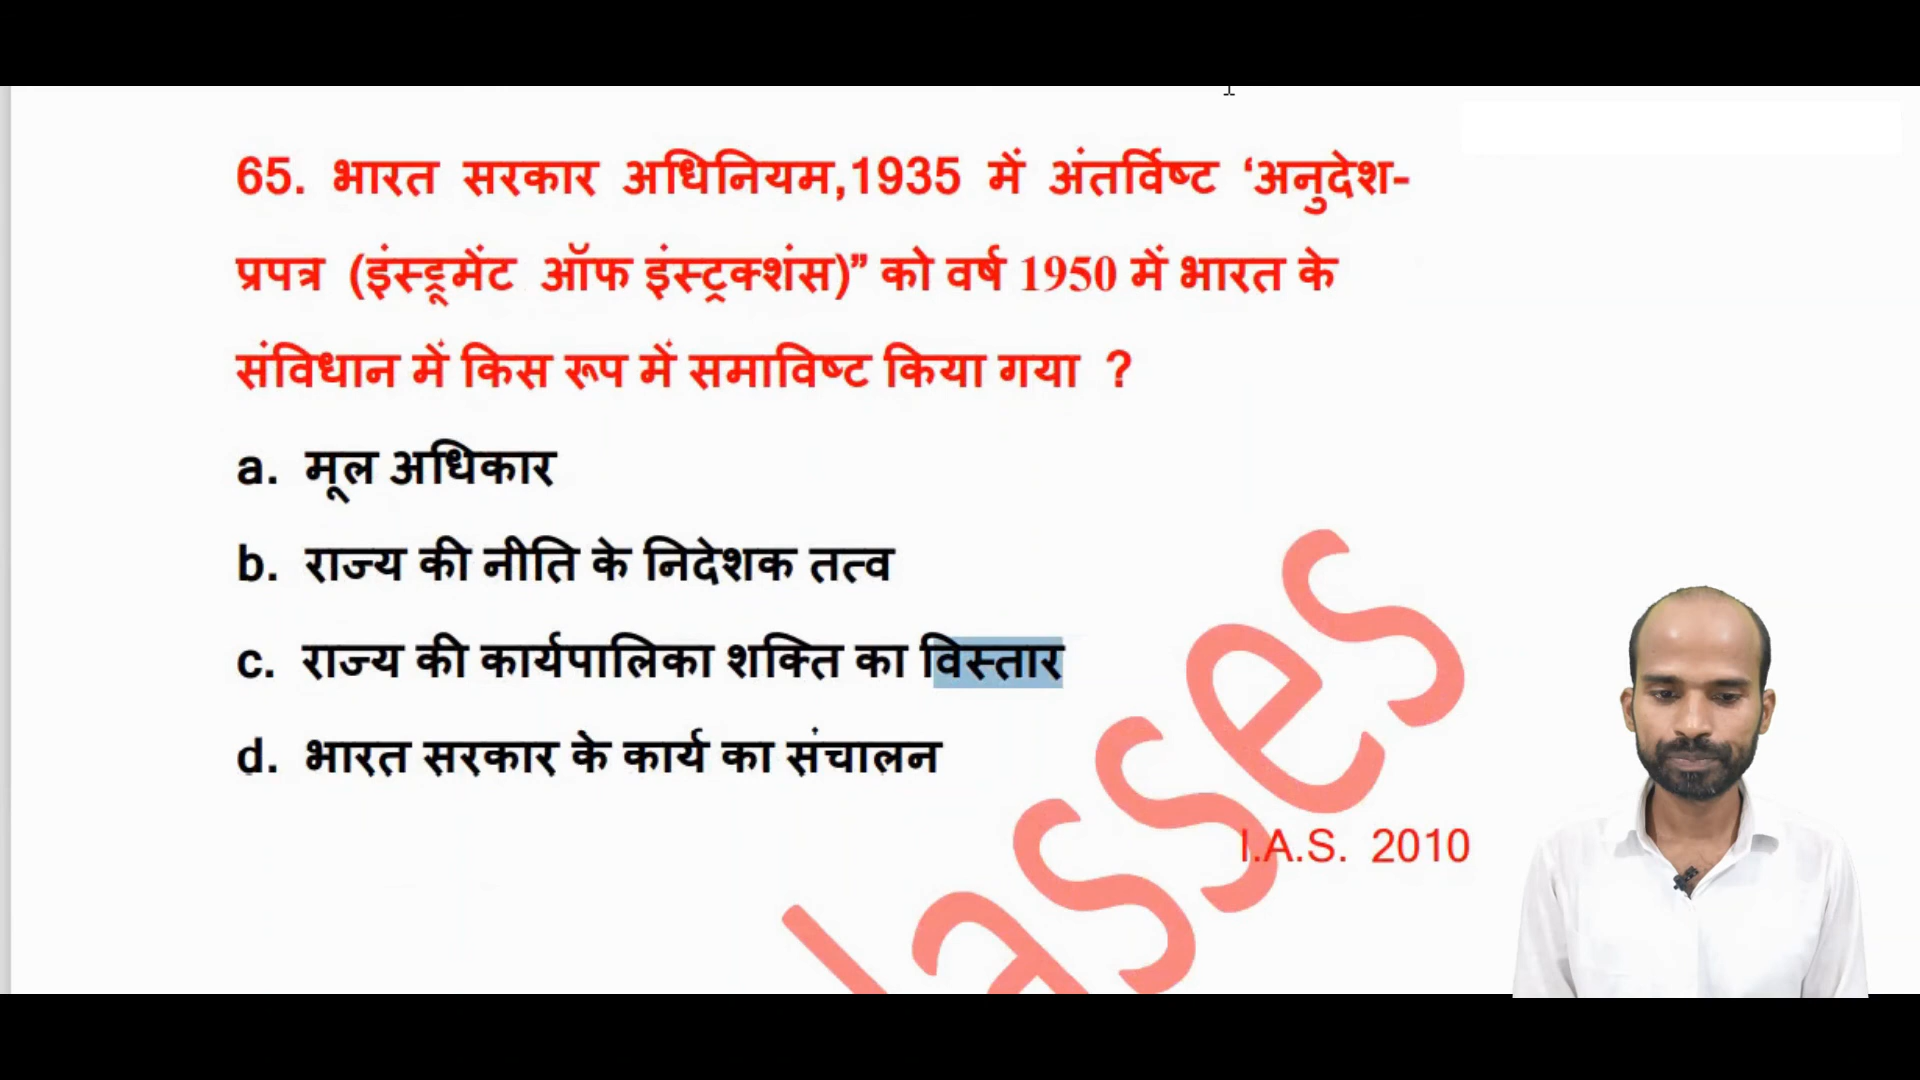 65. भारत सरकार अधिनियम,1935 में अंतर्विष्ट ‘अनुदेश-
प्रपत्र (इंस्ट्रूमेंट ऑफ इंस्ट्रक्शंस)” को वर्ष 1950 में भारत के
संविधान में किस रूप में समाविष्ट किया गया ?
a. मूल अधिकार
b. राज्य की नीति के निदेशक तत्व
c. राज्य की कार्यपालिका शक्ति का विस्तार
d. भारत सरकार के कार्य का संचालन
I.A.S. 2010
lasses